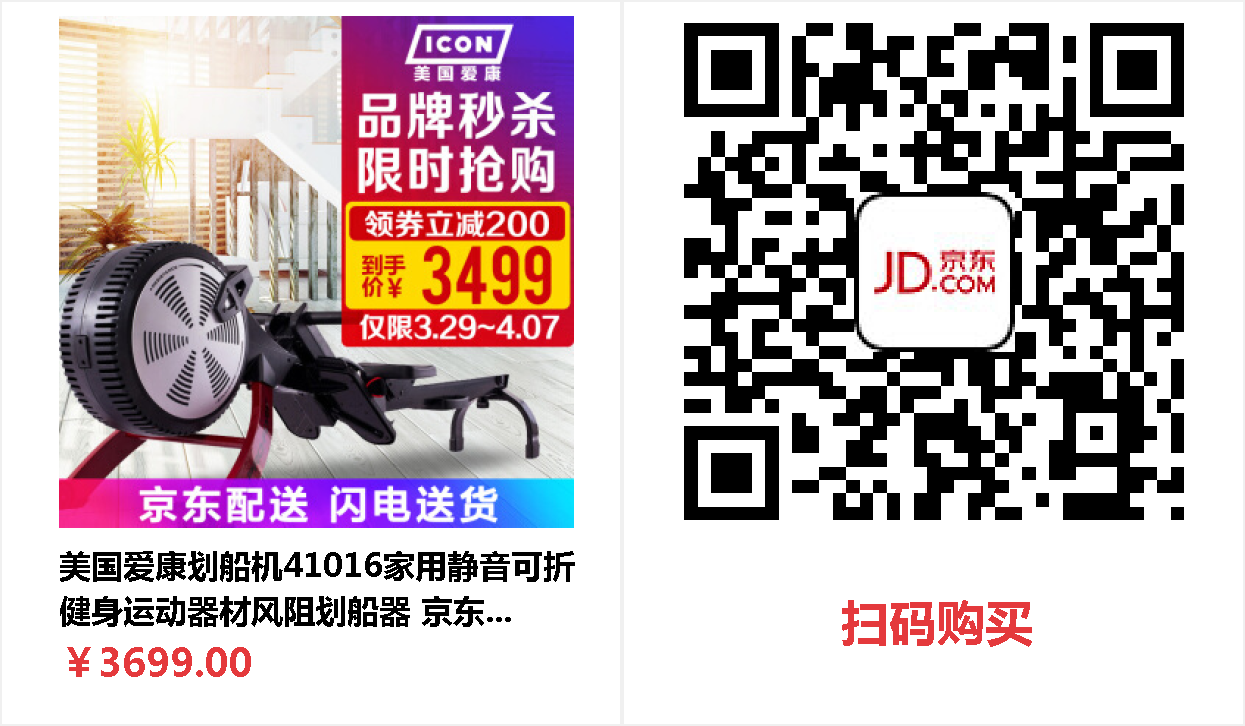 ICON
美国爱康
品牌秒杀
限时抢购
领券立减200
到手
价￥
3499
仅限3.29~4.07
京东配送 闪电送货
美国爱康划船机41016家用静音可折
健身运动器材风阻划船器 京东...
￥3699.00
JD.COM
京东
扫码购买